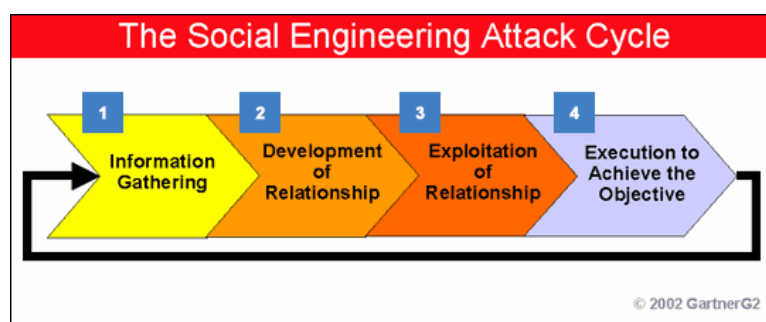 The Social Engineering Attack Cycle
1
2
3
4
Information
Gathering
Development
of
Relationship
Exploitation
of
Relationship
Execution to
Achieve the
Objective
© 2002 GartnerG2